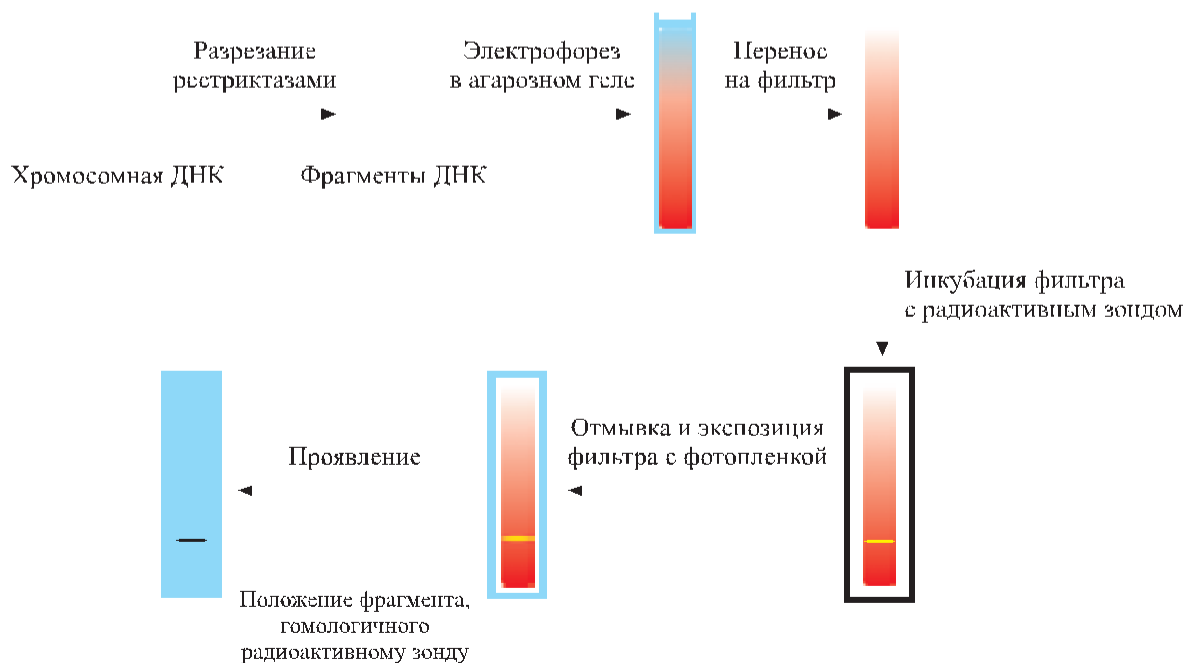 Разрезание
рестриктазами
Электрофорез
в агарозном геле
Перенос
на фильтр
Хромосомная ДНК
Фрагменты ДНК
Инкубация фильтра
с радиоактивным зондом
Отмывка и экспозиция
фильтра с фотопленкой
Проявление
Положение фрагмента,
гомологичного
радиоактивному зонду